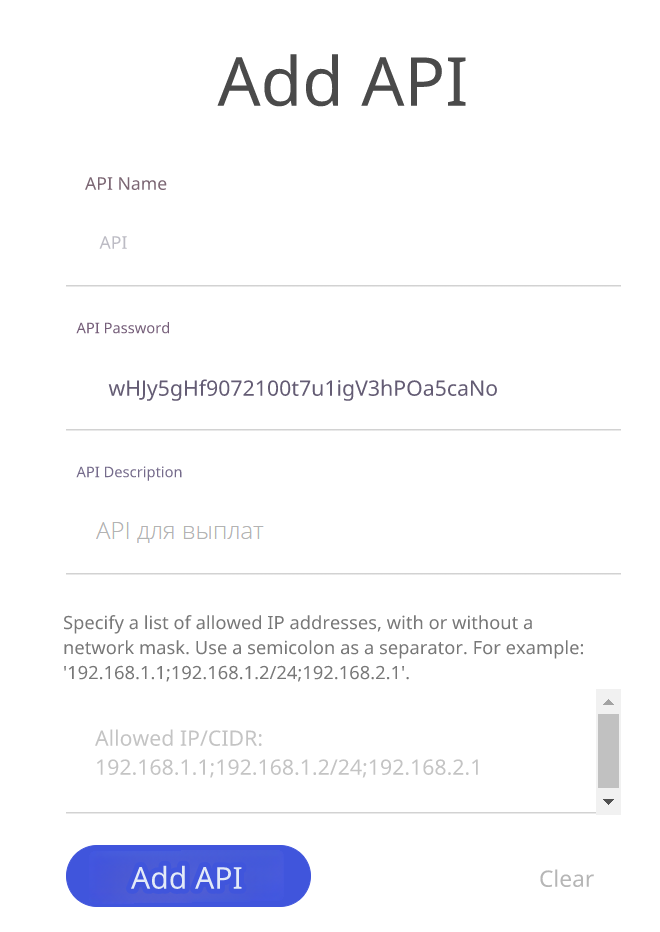 Add API
API Name
API
API Password
wHJy5gHf9072100t7u1igV3hPOa5caNo
API Description
API для выплат
Specify a list of allowed IP addresses, with or without a
network mask. Use a semicolon as a separator. For example:
'192.168.1.1;192.168.1.2/24;192.168.2.1'.
Allowed IP/CIDR:
192.168.1.1;192.168.1.2/24;192.168.2.1
Add API
Clear